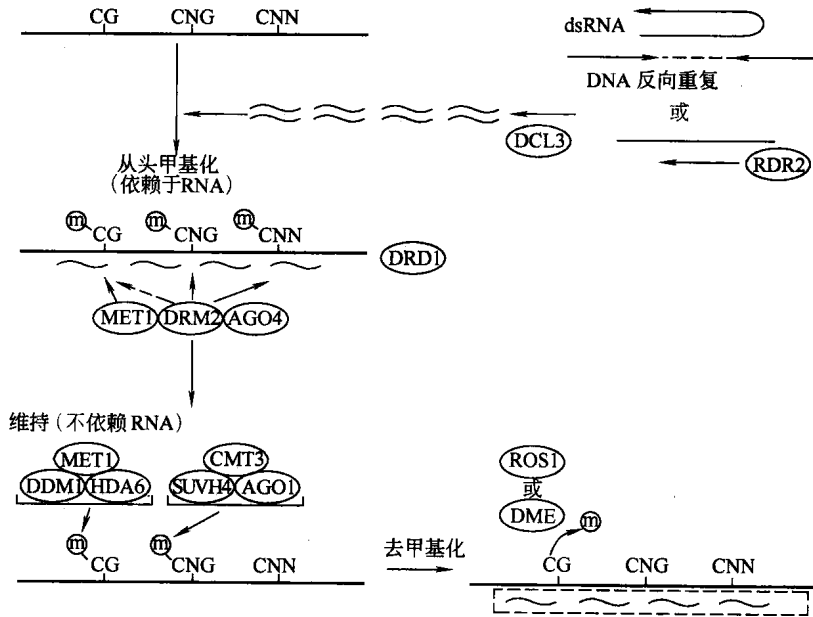 CG CNG CNN
dsRNA
DNA 反向重复
或
DCL3
RDR2
从头甲基化
(依赖于RNA)
m m m
CG CNG CNN
DRD1
MET1 DRM2 AGO4
维持(不依赖RNA)
MET1 CMT3
DDM1 HDA6 SUVH4 AGO1
m m
CG CNG CNN
去甲基化
ROS1
或
DME
m
CG CNG CNN